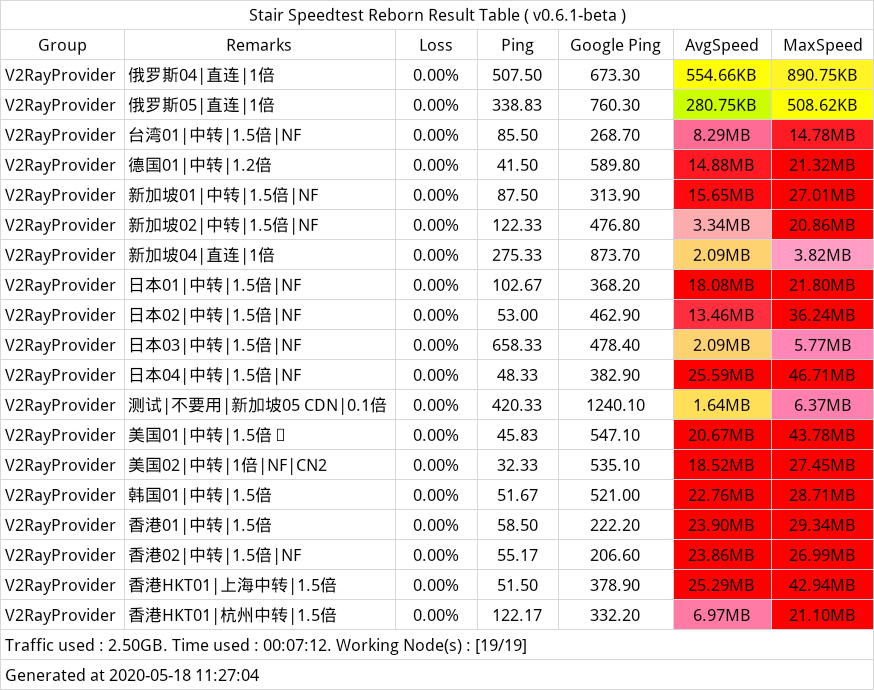 Stair Speedtest Reborn Result Table ( v0.6.1-beta )
Group Remarks Loss Ping Google Ping AvgSpeed MaxSpeed
V2RayProvider 俄罗斯04|直连|1倍 0.00% 507.50 673.30 554.66KB 890.75KB
V2RayProvider 俄罗斯05|直连|1倍 0.00% 338.83 760.30 280.75KB 508.62KB
V2RayProvider 台湾01|中转|1.5倍|NF 0.00% 85.50 268.70 8.29MB 14.78MB
V2RayProvider 德国01|中转|1.2倍 0.00% 41.50 589.80 14.88MB 21.32MB
V2RayProvider 新加坡01|中转|1.5倍|NF 0.00% 87.50 313.90 15.65MB 27.01MB
V2RayProvider 新加坡02|中转|1.5倍|NF 0.00% 122.33 476.80 3.34MB 20.86MB
V2RayProvider 新加坡04|直连|1倍 0.00% 275.33 873.70 2.09MB 3.82MB
V2RayProvider 日本01|中转|1.5倍|NF 0.00% 102.67 368.20 18.08MB 21.80MB
V2RayProvider 日本02|中转|1.5倍|NF 0.00% 53.00 462.90 13.46MB 36.24MB
V2RayProvider 日本03|中转|1.5倍|NF 0.00% 658.33 478.40 2.09MB 5.77MB
V2RayProvider 日本04|中转|1.5倍|NF 0.00% 48.33 382.90 25.59MB 46.71MB
V2RayProvider 测试|不要用|新加坡05 CDN|0.1倍 0.00% 420.33 1240.10 1.64MB 6.37MB
V2RayProvider 美国01|中转|1.5倍 0.00% 45.83 547.10 20.67MB 43.78MB
V2RayProvider 美国02|中转|1倍|NF|CN2 0.00% 32.33 535.10 18.52MB 27.45MB
V2RayProvider 韩国01|中转|1.5倍 0.00% 51.67 521.00 22.76MB 28.71MB
V2RayProvider 香港01|中转|1.5倍 0.00% 58.50 222.20 23.90MB 29.34MB
V2RayProvider 香港02|中转|1.5倍|NF 0.00% 55.17 206.60 23.86MB 26.99MB
V2RayProvider 香港HKT01|上海中转|1.5倍 0.00% 51.50 378.90 25.29MB 42.94MB
V2RayProvider 香港HKT01|杭州中转|1.5倍 0.00% 122.17 332.20 6.97MB 21.10MB
Traffic used : 2.50GB. Time used : 00:07:12. Working Node(s) : [19/19]
Generated at 2020-05-18 11:27:04